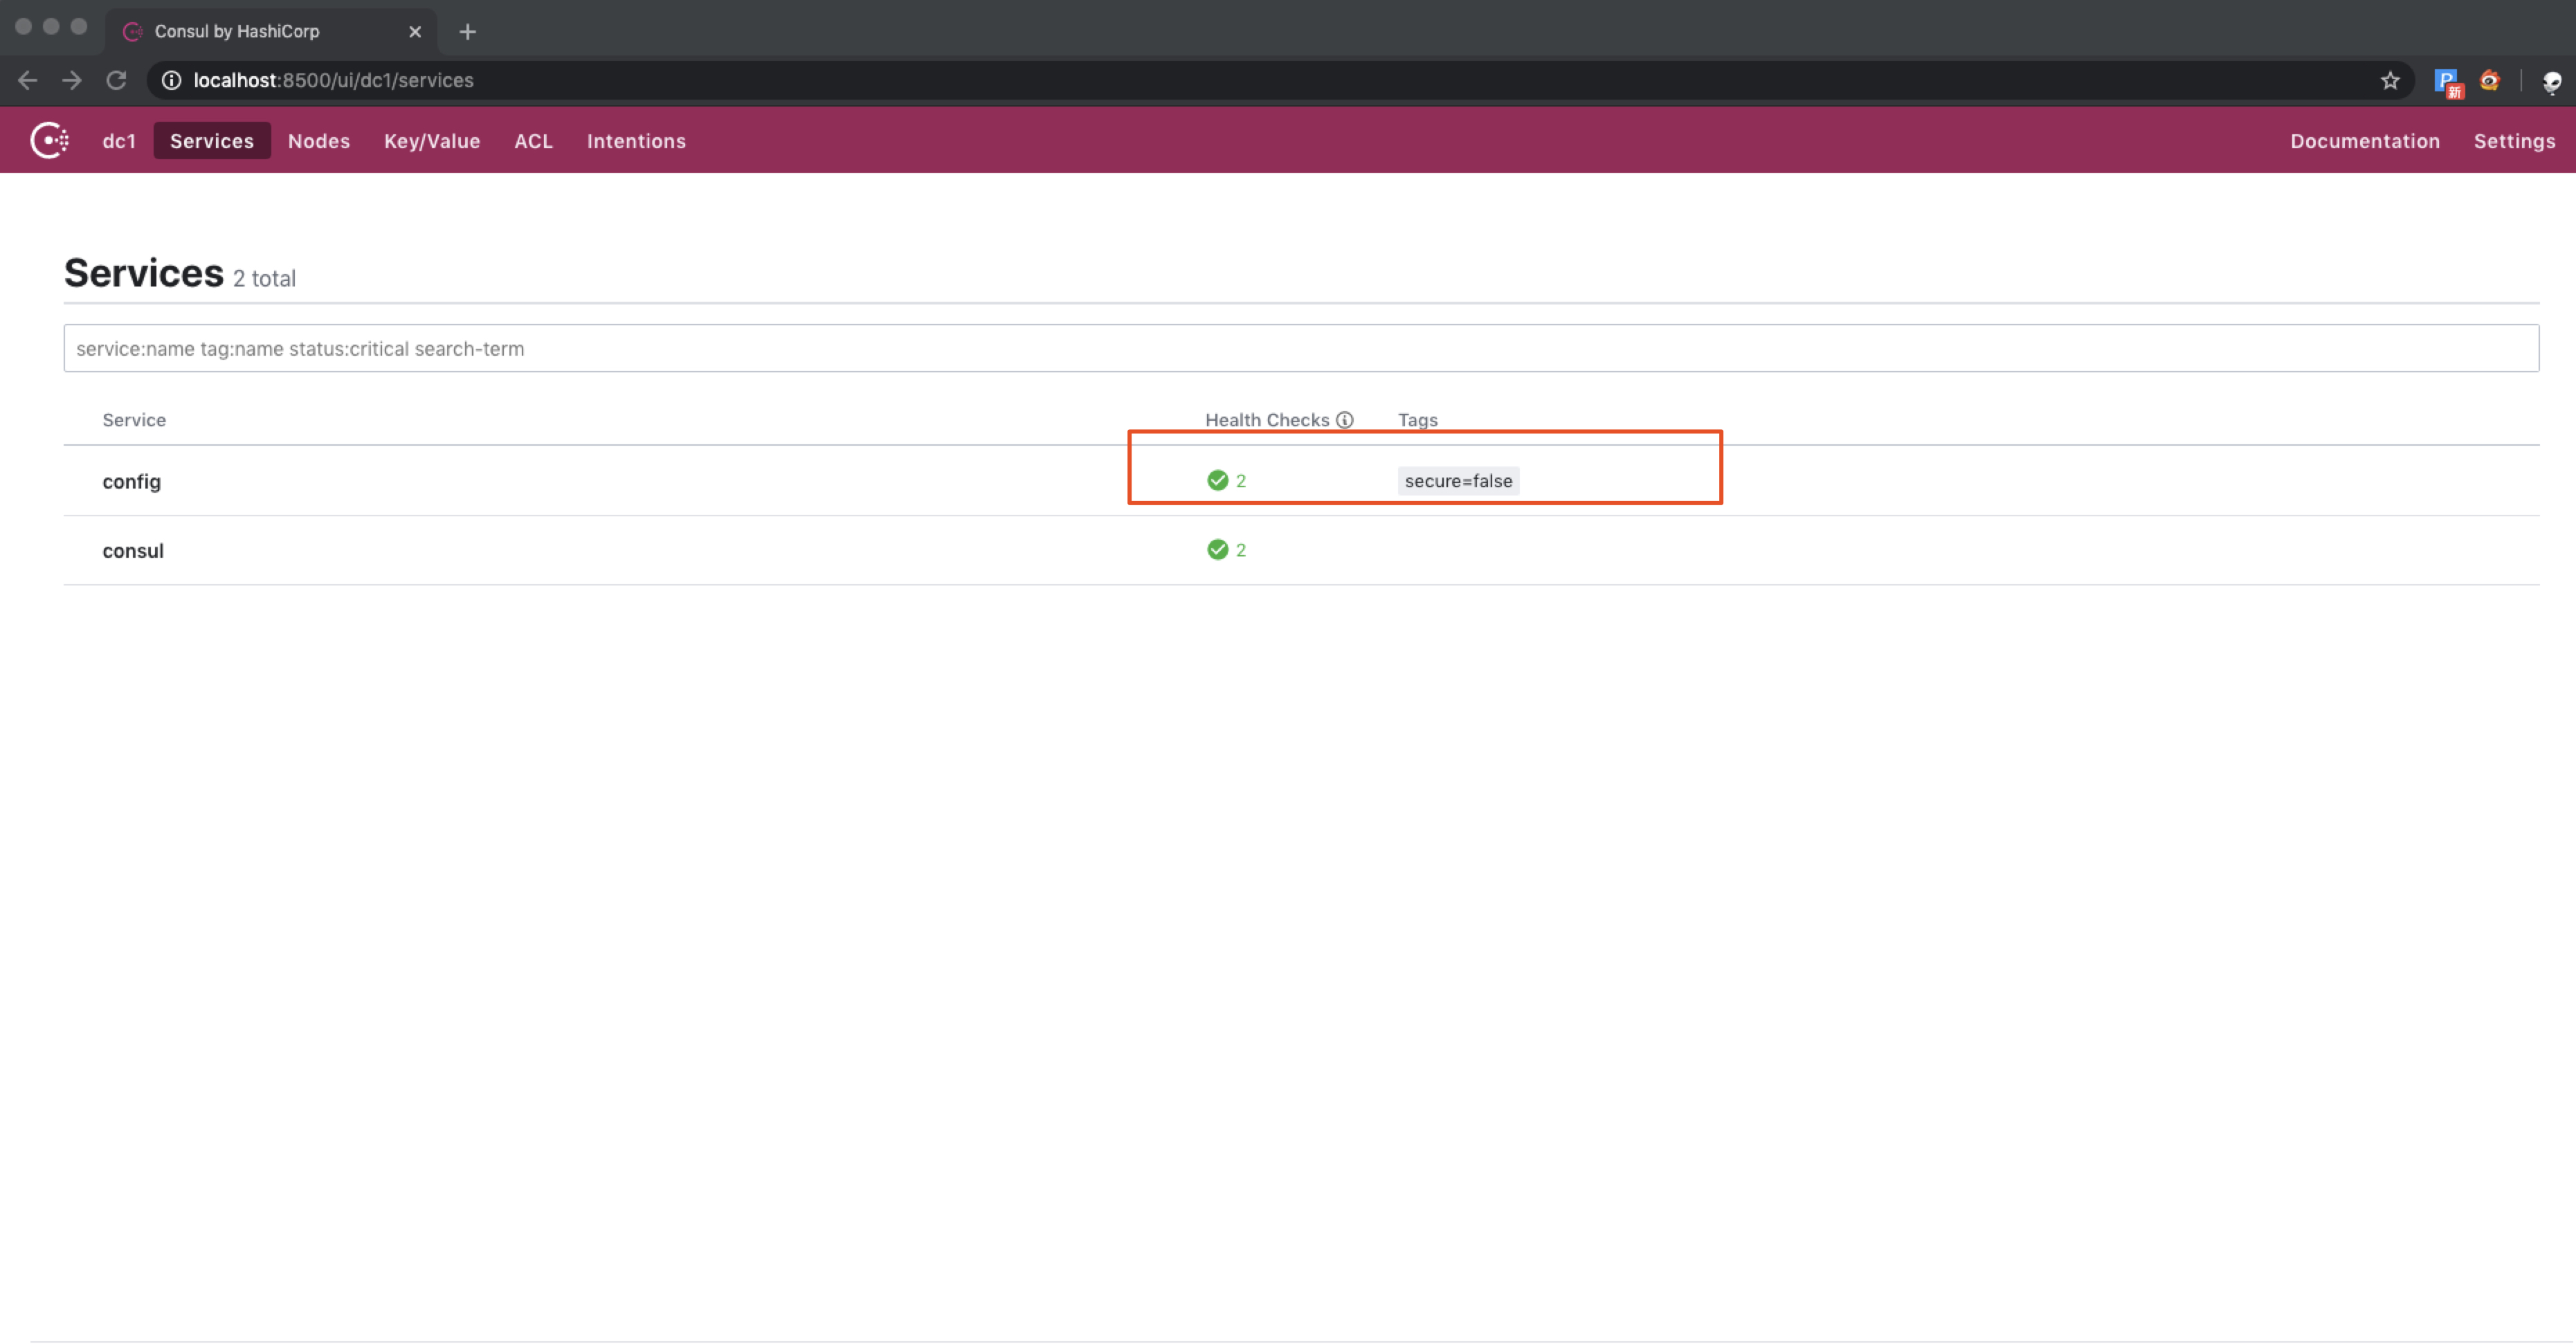 Consul by HashiCorp
localhost:8500/ui/dc1/services
新
dc1 Services Nodes Key/Value ACL Intentions Documentation Settings
Services 2 total
service:name tag:name status:critical search-term
Service Health Checks Tags
config 2 secure=false
consul 2